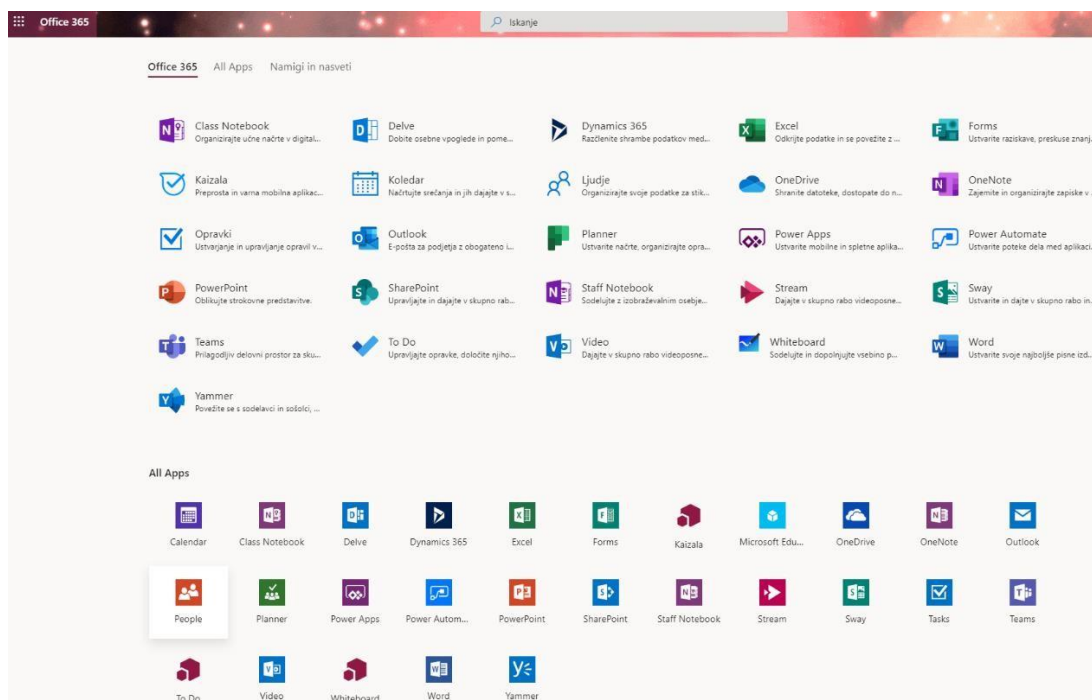 Office 365
Iskanje
Office 365 All Apps Namigi in nasveti
Class Notebook
Organizirajte učne načrte v digital...
Delve
Dobite osebne vpoglede in pome...
Dynamics 365
Razčlenite shrambe podatkov med...
Excel
Odkrijte podatke in se povežite z ...
Forms
Ustvarite raziskave, preskuse znanj.
Kaizala
Preprosta in varna mobilna aplikac...
Koledar
Načrtujte srečanja in jih dajajte v s...
Ljudje
Organizirajte svoje podatke za stik...
OneDrive
Shranite datoteke, dostopate do n...
OneNote
Zajemite in organizirajte zapiske v .
Opravki
Ustvarjanje in upravljanje opravil v...
Outlook
E-pošta za podjetja z obogateno i...
Planner
Ustvarite načrte, organizirajte opra...
Power Apps
Ustvarite mobilne in spletne aplika...
Power Automate
Ustvarite poteke dela med aplikaci.
PowerPoint
Oblikujte strokovne predstavitve.
SharePoint
Upravljajte in dajajte v skupno rab...
Staff Notebook
Sodelujte z izobraževalnim osebje...
Stream
Dajajte v skupno rabo videoposne...
Sway
Ustvarite in dajte v skupno rabo in.
Teams
Prilagodljiv delovni prostor za sku...
To Do
Upravljajte opravke, določite njiho...
Video
Dajajte v skupno rabo videoposne...
Whiteboard
Sodelujte in dopolnjujte vsebino p...
Word
Ustvarite svoje najboljše pisne izd..
Yammer
Povežite se s sodelavci in sošolci, ...
All Apps
Calendar Class Notebook Delve Dynamics 365 Excel Forms Kaizala Microsoft Edu... OneDrive OneNote Outlook
People Planner Power Apps Power Autom... PowerPoint SharePoint Staff Notebook Stream Sway Tasks Teams
To Do Video Whiteboard Word Yammer